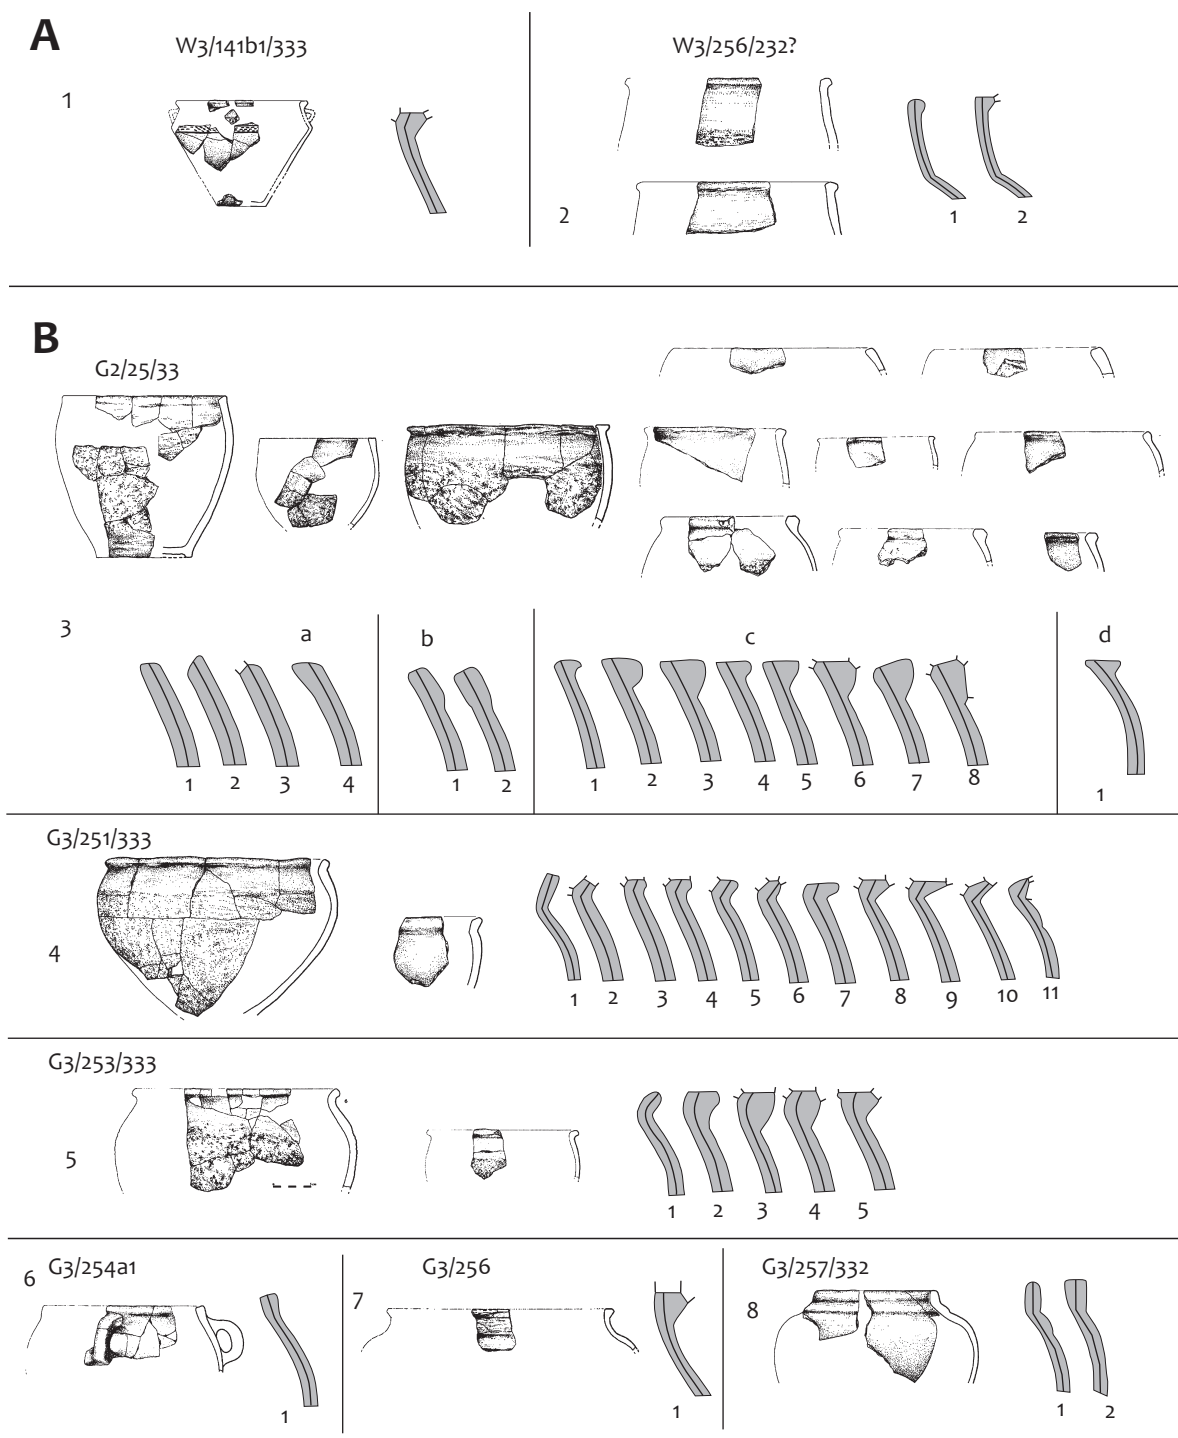 A
W3/141b1/333
W3/256/232?
1
2
1 2
B
G2/25/33
3
a b c d
1 2 3 4 1 2 1 2 3 4 5 6 7 8 1
G3/251/333
4
1 2 3 4 5 6 7 8 9 10 11
G3/253/333
5
1 2 3 4 5
6 G3/254a1
1
7 G3/256
1
8 G3/257/332
1 2